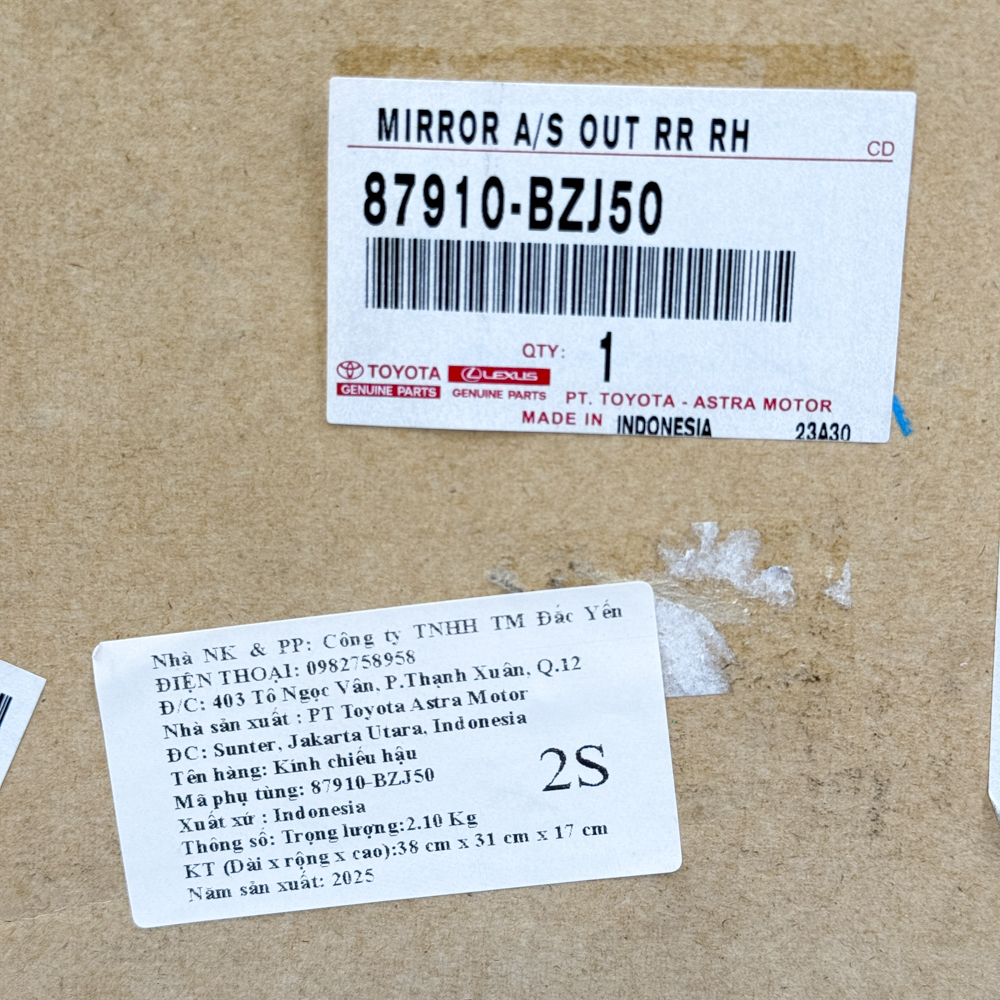 MIRROR A/S OUT RR RH
CD
87910-BZJ50
QTY: 1
TOYOTA
GENUINE PARTS
LEXUS
GENUINE PARTS
PT. TOYOTA - ASTRA MOTOR
MADE IN INDONESIA 23A30
Nhà NK & PP: Công ty TNHH TM Đắc Yến
ĐIỆN THOẠI: 0982758958
Đ/C: 403 Tô Ngọc Vân, P.Thạnh Xuân, Q.12
Nhà sản xuất : PT Toyota Astra Motor
ĐC: Sunter, Jakarta Utara, Indonesia
Tên hàng: Kính chiếu hậu
Mã phụ tùng: 87910-BZJ50
Xuất xứ : Indonesia
Thông số: Trọng lượng:2.10 Kg
KT (Dài x rộng x cao):38 cm x 31 cm x 17 cm
Năm sản xuất: 2025
2S